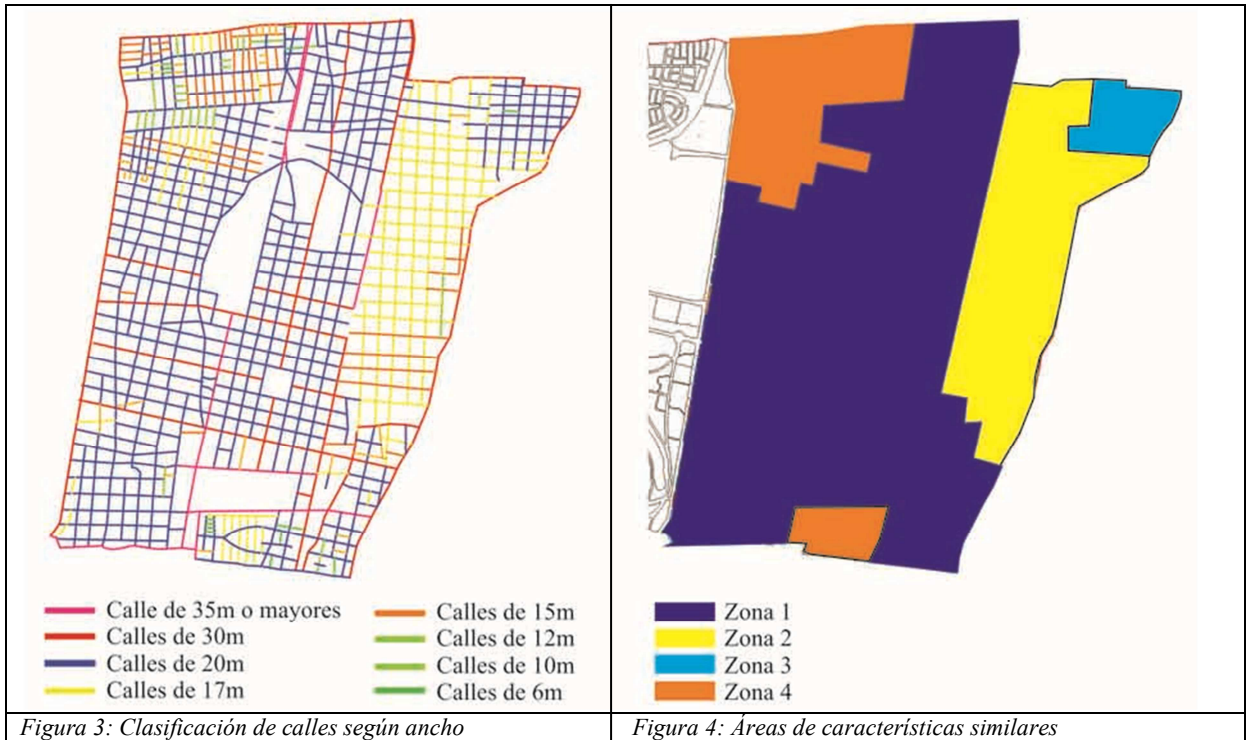 Calle de 35m o mayores
Calles de 30m
Calles de 20m
Calles de 17m
Calles de 15m
Calles de 12m
Calles de 10m
Calles de 6m
Figura 3: Clasificación de calles según ancho
Zona 1
Zona 2
Zona 3
Zona 4
Figura 4: Áreas de características similares